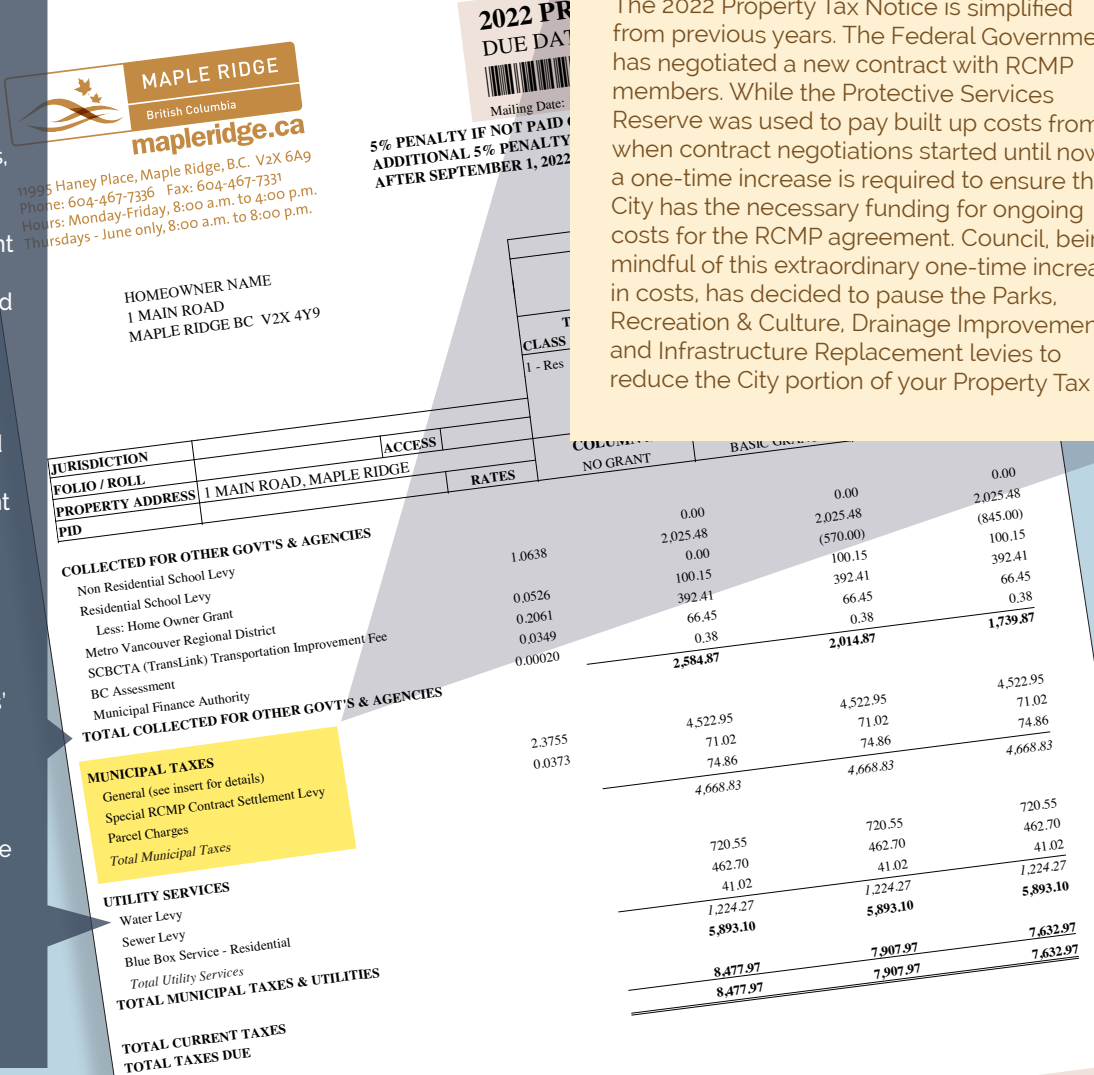 MAPLE RIDGE
British Columbia
mapleridge.ca
11995 Haney Place, Maple Ridge, B.C. V2X 6A9
Phone: 604-467-7336 Fax: 604-467-7331
Hours: Monday-Friday, 8:00 a.m. to 4:00 p.m.
Thursdays - June only, 8:00 a.m. to 8:00 p.m.
2022 PR
DUE DAT
Mailing Date:
5% PENALTY IF NOT PAID
ADDITIONAL 5% PENALTY
AFTER SEPTEMBER 1, 2022
The 2022 Property Tax Notice is simplified
from previous years. The Federal Governme
has negotiated a new contract with RCMP
members. While the Protective Services
Reserve was used to pay built up costs from
when contract negotiations started until now
a one-time increase is required to ensure th
City has the necessary funding for ongoing
costs for the RCMP agreement. Council, bein
mindful of this extraordinary one-time increa
in costs, has decided to pause the Parks,
Recreation & Culture, Drainage Improvemen
and Infrastructure Replacement levies to
reduce the City portion of your Property Tax
HOMEOWNER NAME
1 MAIN ROAD
MAPLE RIDGE BC V2X 4Y9
CLASS
1 - Res
JURISDICTION
FOLIO / ROLL ACCESS
PROPERTY ADDRESS 1 MAIN ROAD, MAPLE RIDGE
PID
RATES
COLUMN
NO GRANT
BASIC GRAN
COLLECTED FOR OTHER GOVT'S & AGENCIES
Non Residential School Levy 0.00 0.00 0.00
Residential School Levy 1.0638 2,025.48 2,025.48 2,025.48
Less: Home Owner Grant 0.00 (570.00) (845.00)
Metro Vancouver Regional District 0.0526 100.15 100.15 100.15
SCBCTA (TransLink) Transportation Improvement Fee 0.2061 392.41 392.41 392.41
BC Assessment 0.0349 66.45 66.45 66.45
Municipal Finance Authority 0.00020 0.38 0.38 0.38
TOTAL COLLECTED FOR OTHER GOVT'S & AGENCIES 2,584.87 2,014.87 1,739.87
MUNICIPAL TAXES
General (see insert for details) 2.3755 4,522.95 4,522.95 4,522.95
Special RCMP Contract Settlement Levy 0.0373 71.02 71.02 71.02
Parcel Charges 74.86 74.86 74.86
Total Municipal Taxes 4,668.83 4,668.83 4,668.83
UTILITY SERVICES
Water Levy 720.55 720.55 720.55
Sewer Levy 462.70 462.70 462.70
Blue Box Service - Residential 41.02 41.02 41.02
Total Utility Services 1,224.27 1,224.27 1,224.27
TOTAL MUNICIPAL TAXES & UTILITIES 5,893.10 5,893.10 5,893.10
TOTAL CURRENT TAXES 8,477.97 7,907.97 7,632.97
TOTAL TAXES DUE 8,477.97 7,907.97 7,632.97